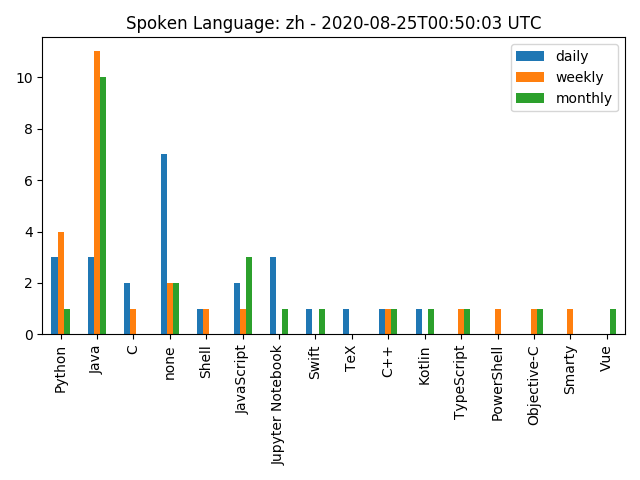 Spoken Language: zh - 2020-08-25T00:50:03 UTC
daily
weekly
monthly
10
8
6
4
2
0
Python
Java
C
none
Shell
JavaScript
Jupyter Notebook
Swift
TeX
C++
Kotlin
TypeScript
PowerShell
Objective-C
Smarty
Vue